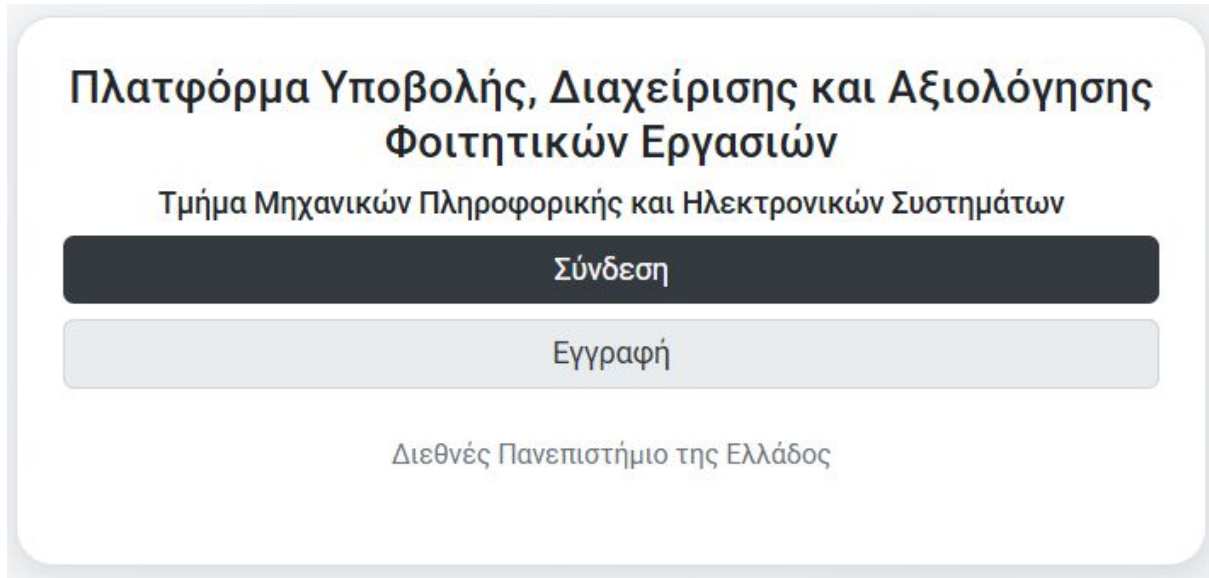 Πλατφόρμα Υποβολής, Διαχείρισης και Αξιολόγησης
Φοιτητικών Εργασιών
Τμήμα Μηχανικών Πληροφορικής και Ηλεκτρονικών Συστημάτων
Σύνδεση
Εγγραφή
Διεθνές Πανεπιστήμιο της Ελλάδος